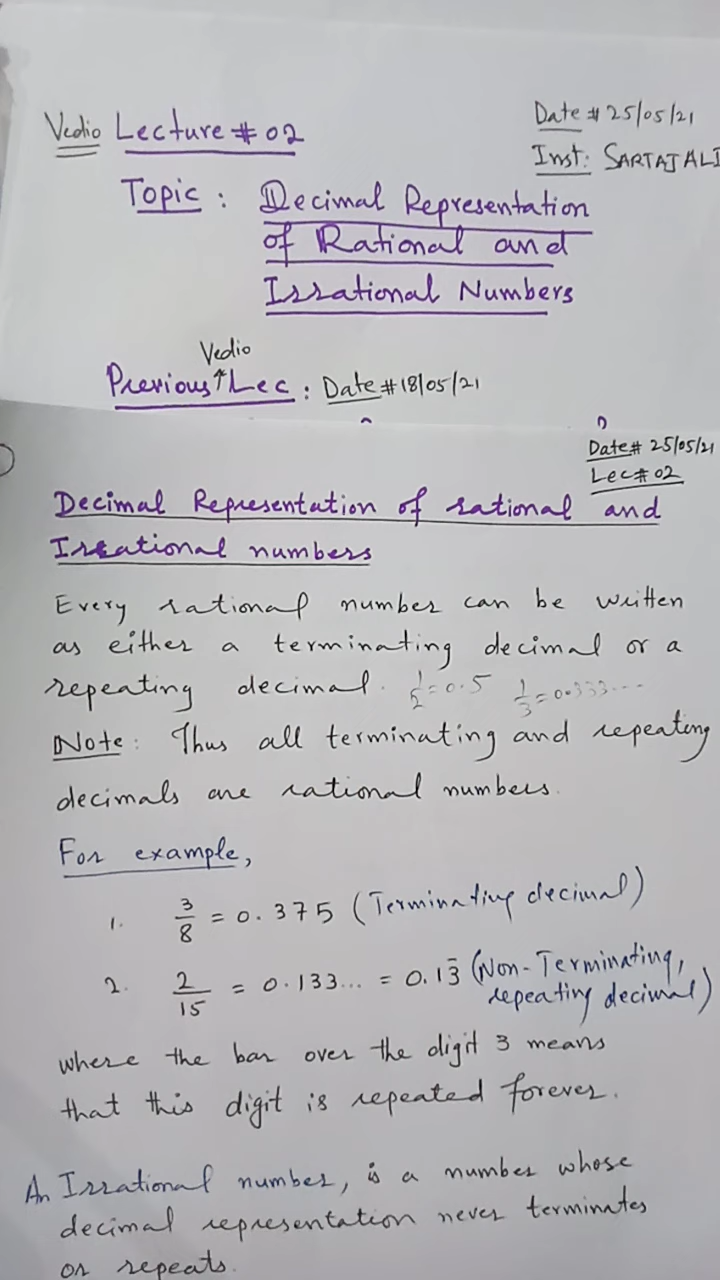 Vedio Lecture # 02
Date # 25/05/21
Inst: SARTAJ ALI
Topic : Decimal Representation
of Rational and
Irrational Numbers
Vedio
Previous ↑ Lec : Date # 18/05/21
Date# 25/05/21
Lec# 02
Decimal Representation of rational and
Irrational numbers
Every rational number can be written
as either a terminating decimal or a
repeating decimal. 1/2 = 0.5 1/3 = 0.333...
Note: Thus all terminating and repeating
decimals are rational numbers.
For example,
1. 3/8 = 0.375 (Terminating decimal)
2. 2/15 = 0.133... = 0.13̄ (Non-Terminating,
repeating decimal)
where the bar over the digit 3 means
that this digit is repeated forever.
An Irrational number, is a number whose
decimal representation never terminates
or repeats.